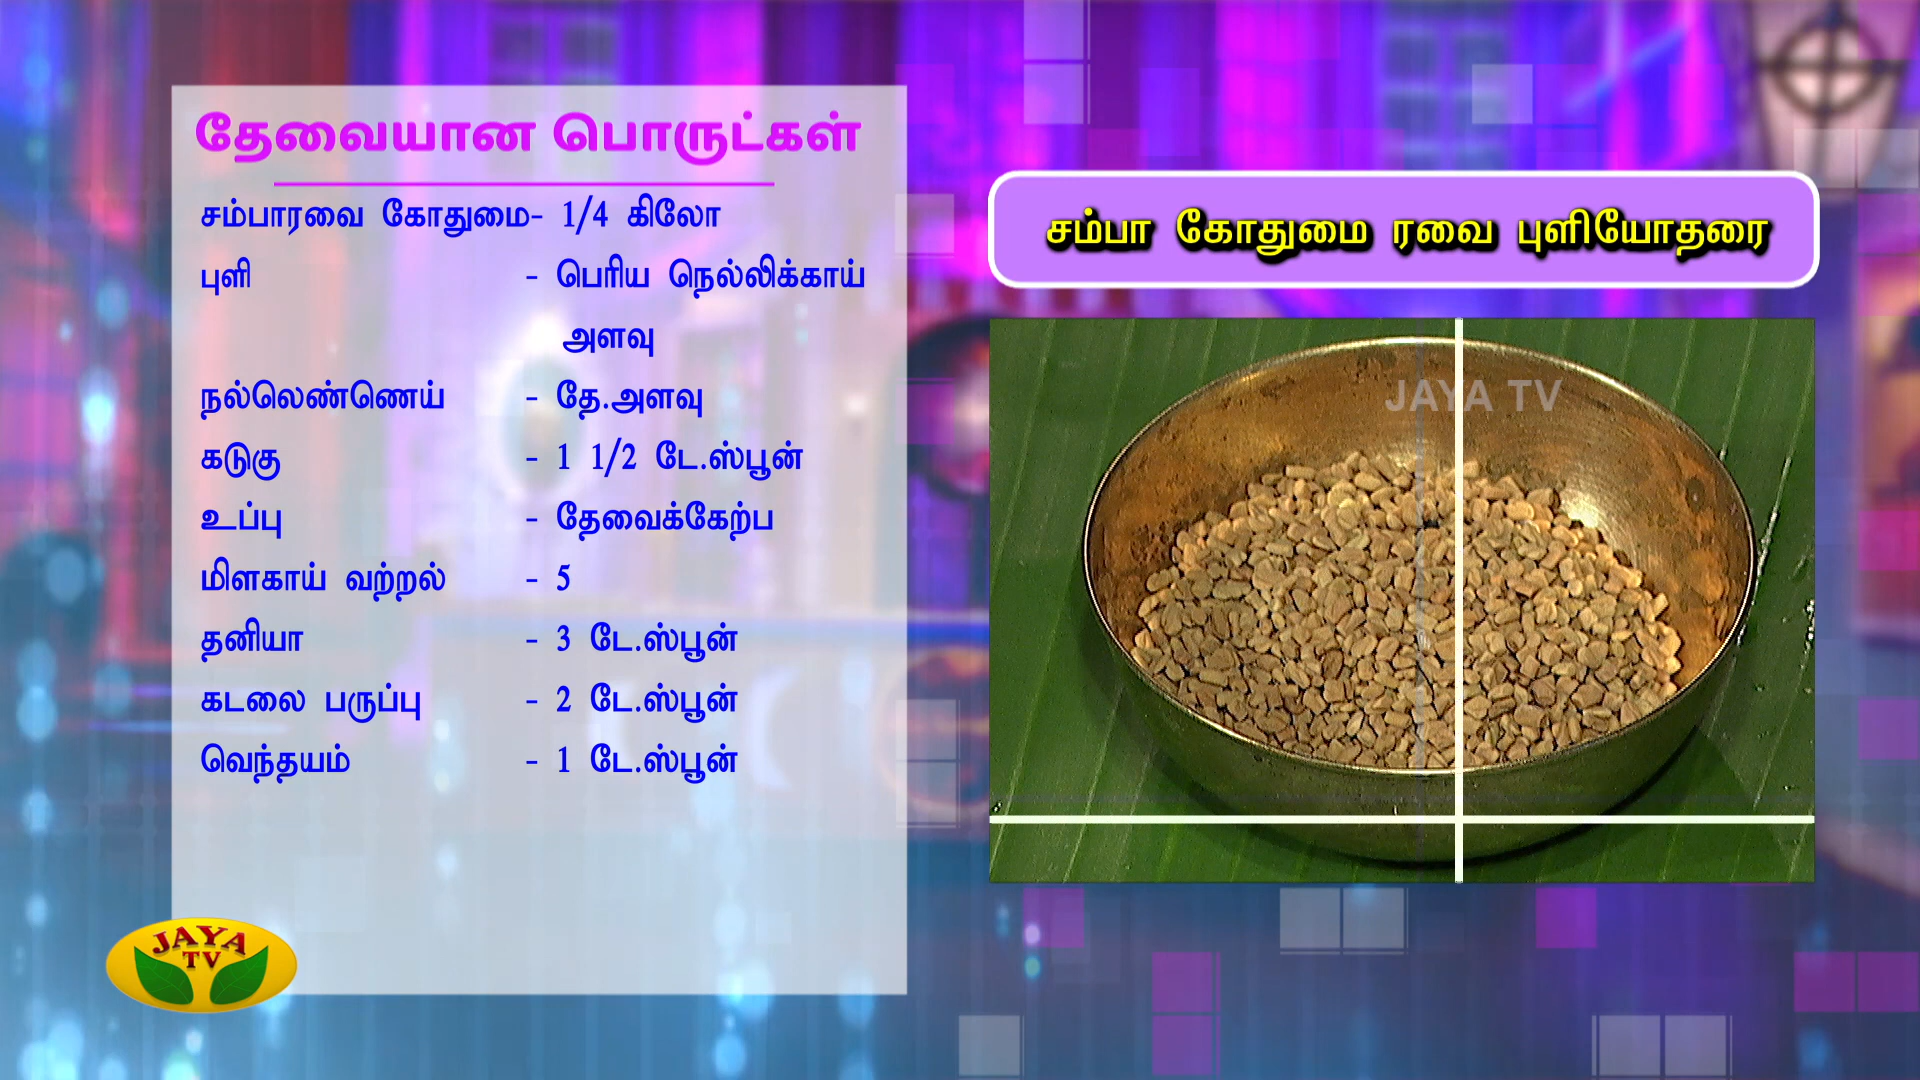 தேவையான பொருட்கள்
சம்பாரவை கோதுமை- 1/4 கிலோ
புளி - பெரிய நெல்லிக்காய்
அளவு
நல்லெண்ணெய் - தே.அளவு
கடுகு - 1 1/2 டே.ஸ்பூன்
உப்பு - தேவைக்கேற்ப
மிளகாய் வற்றல் - 5
தனியா - 3 டே.ஸ்பூன்
கடலை பருப்பு - 2 டே.ஸ்பூன்
வெந்தயம் - 1 டே.ஸ்பூன்
சம்பா கோதுமை ரவை புளியோதரை
JAYA TV
JAYA
TV